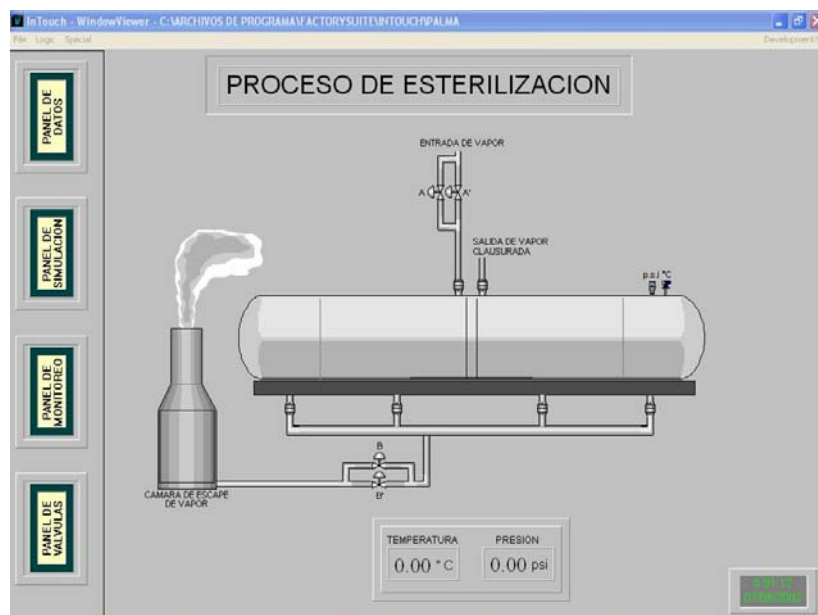 InTouch - WindowViewer - C:\ARCHIVOS DE PROGRAMA\FACTORYSUITE\INTOUCH\PALMA
File Logic Special
Development!
PROCESO DE ESTERILIZACION
PANEL DE
DATOS
PANEL DE
SIMULACION
PANEL DE
MONITOREO
PANEL DE
VALVULAS
ENTRADA DE VAPOR
A
A'
SALIDA DE VAPOR
CLAUSURADA
p.s.i °C
B
B'
CAMARA DE ESCAPE
DE VAPOR
TEMPERATURA
0.00 ° C
PRESION
0.00 psi